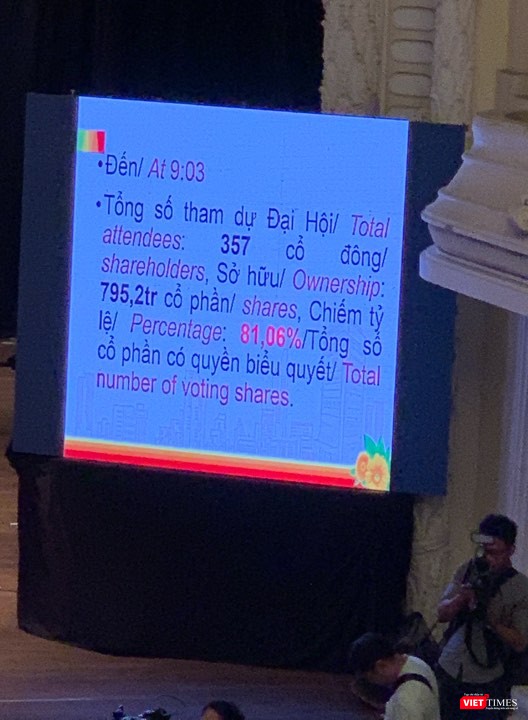 •Đến/ At 9:03
•Tổng số tham dự Đại Hội/ Total
attendees: 357 cổ đông/
shareholders, Sở hữu/ Ownership:
795,2tr cổ phần/ shares, Chiếm tỷ
lệ/ Percentage: 81,06%/Tổng số
cổ phần có quyền biểu quyết/ Total
number of voting shares.
VIETTIMES